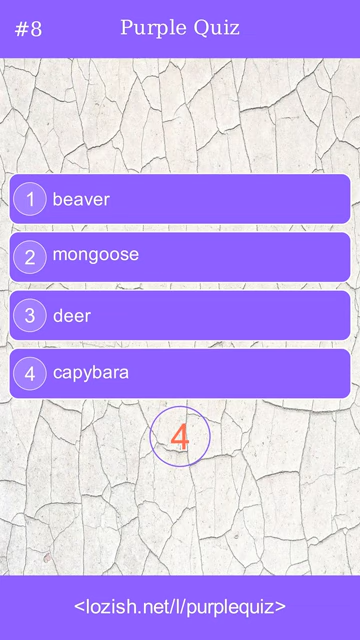 #8
Purple Quiz
1 beaver
2 mongoose
3 deer
4 capybara
4
<lozish.net/l/purplequiz>